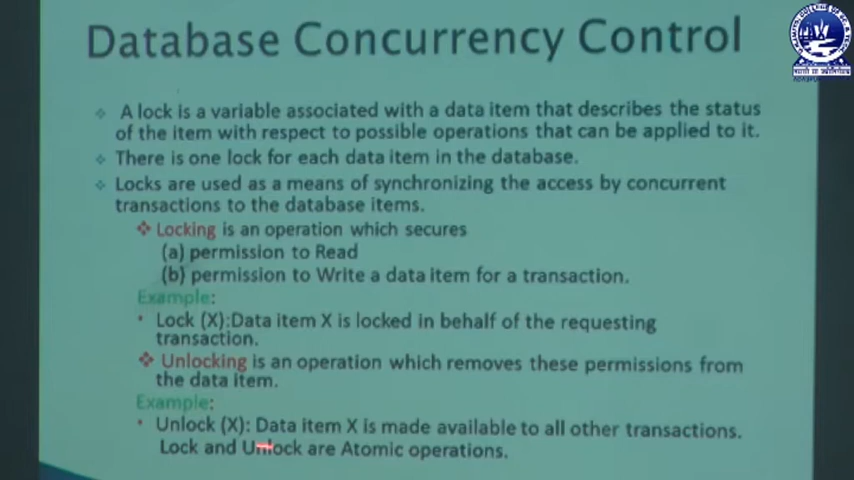 Database Concurrency Control
A lock is a variable associated with a data item that describes the status
of the item with respect to possible operations that can be applied to it.
There is one lock for each data item in the database.
Locks are used as a means of synchronizing the access by concurrent
transactions to the database items.
Locking is an operation which secures
(a) permission to Read
(b) permission to Write a data item for a transaction.
Example:
Lock (X):Data item X is locked in behalf of the requesting
transaction.
Unlocking is an operation which removes these permissions from
the data item.
Example:
Unlock (X): Data item X is made available to all other transactions.
Lock and Unlock are Atomic operations.